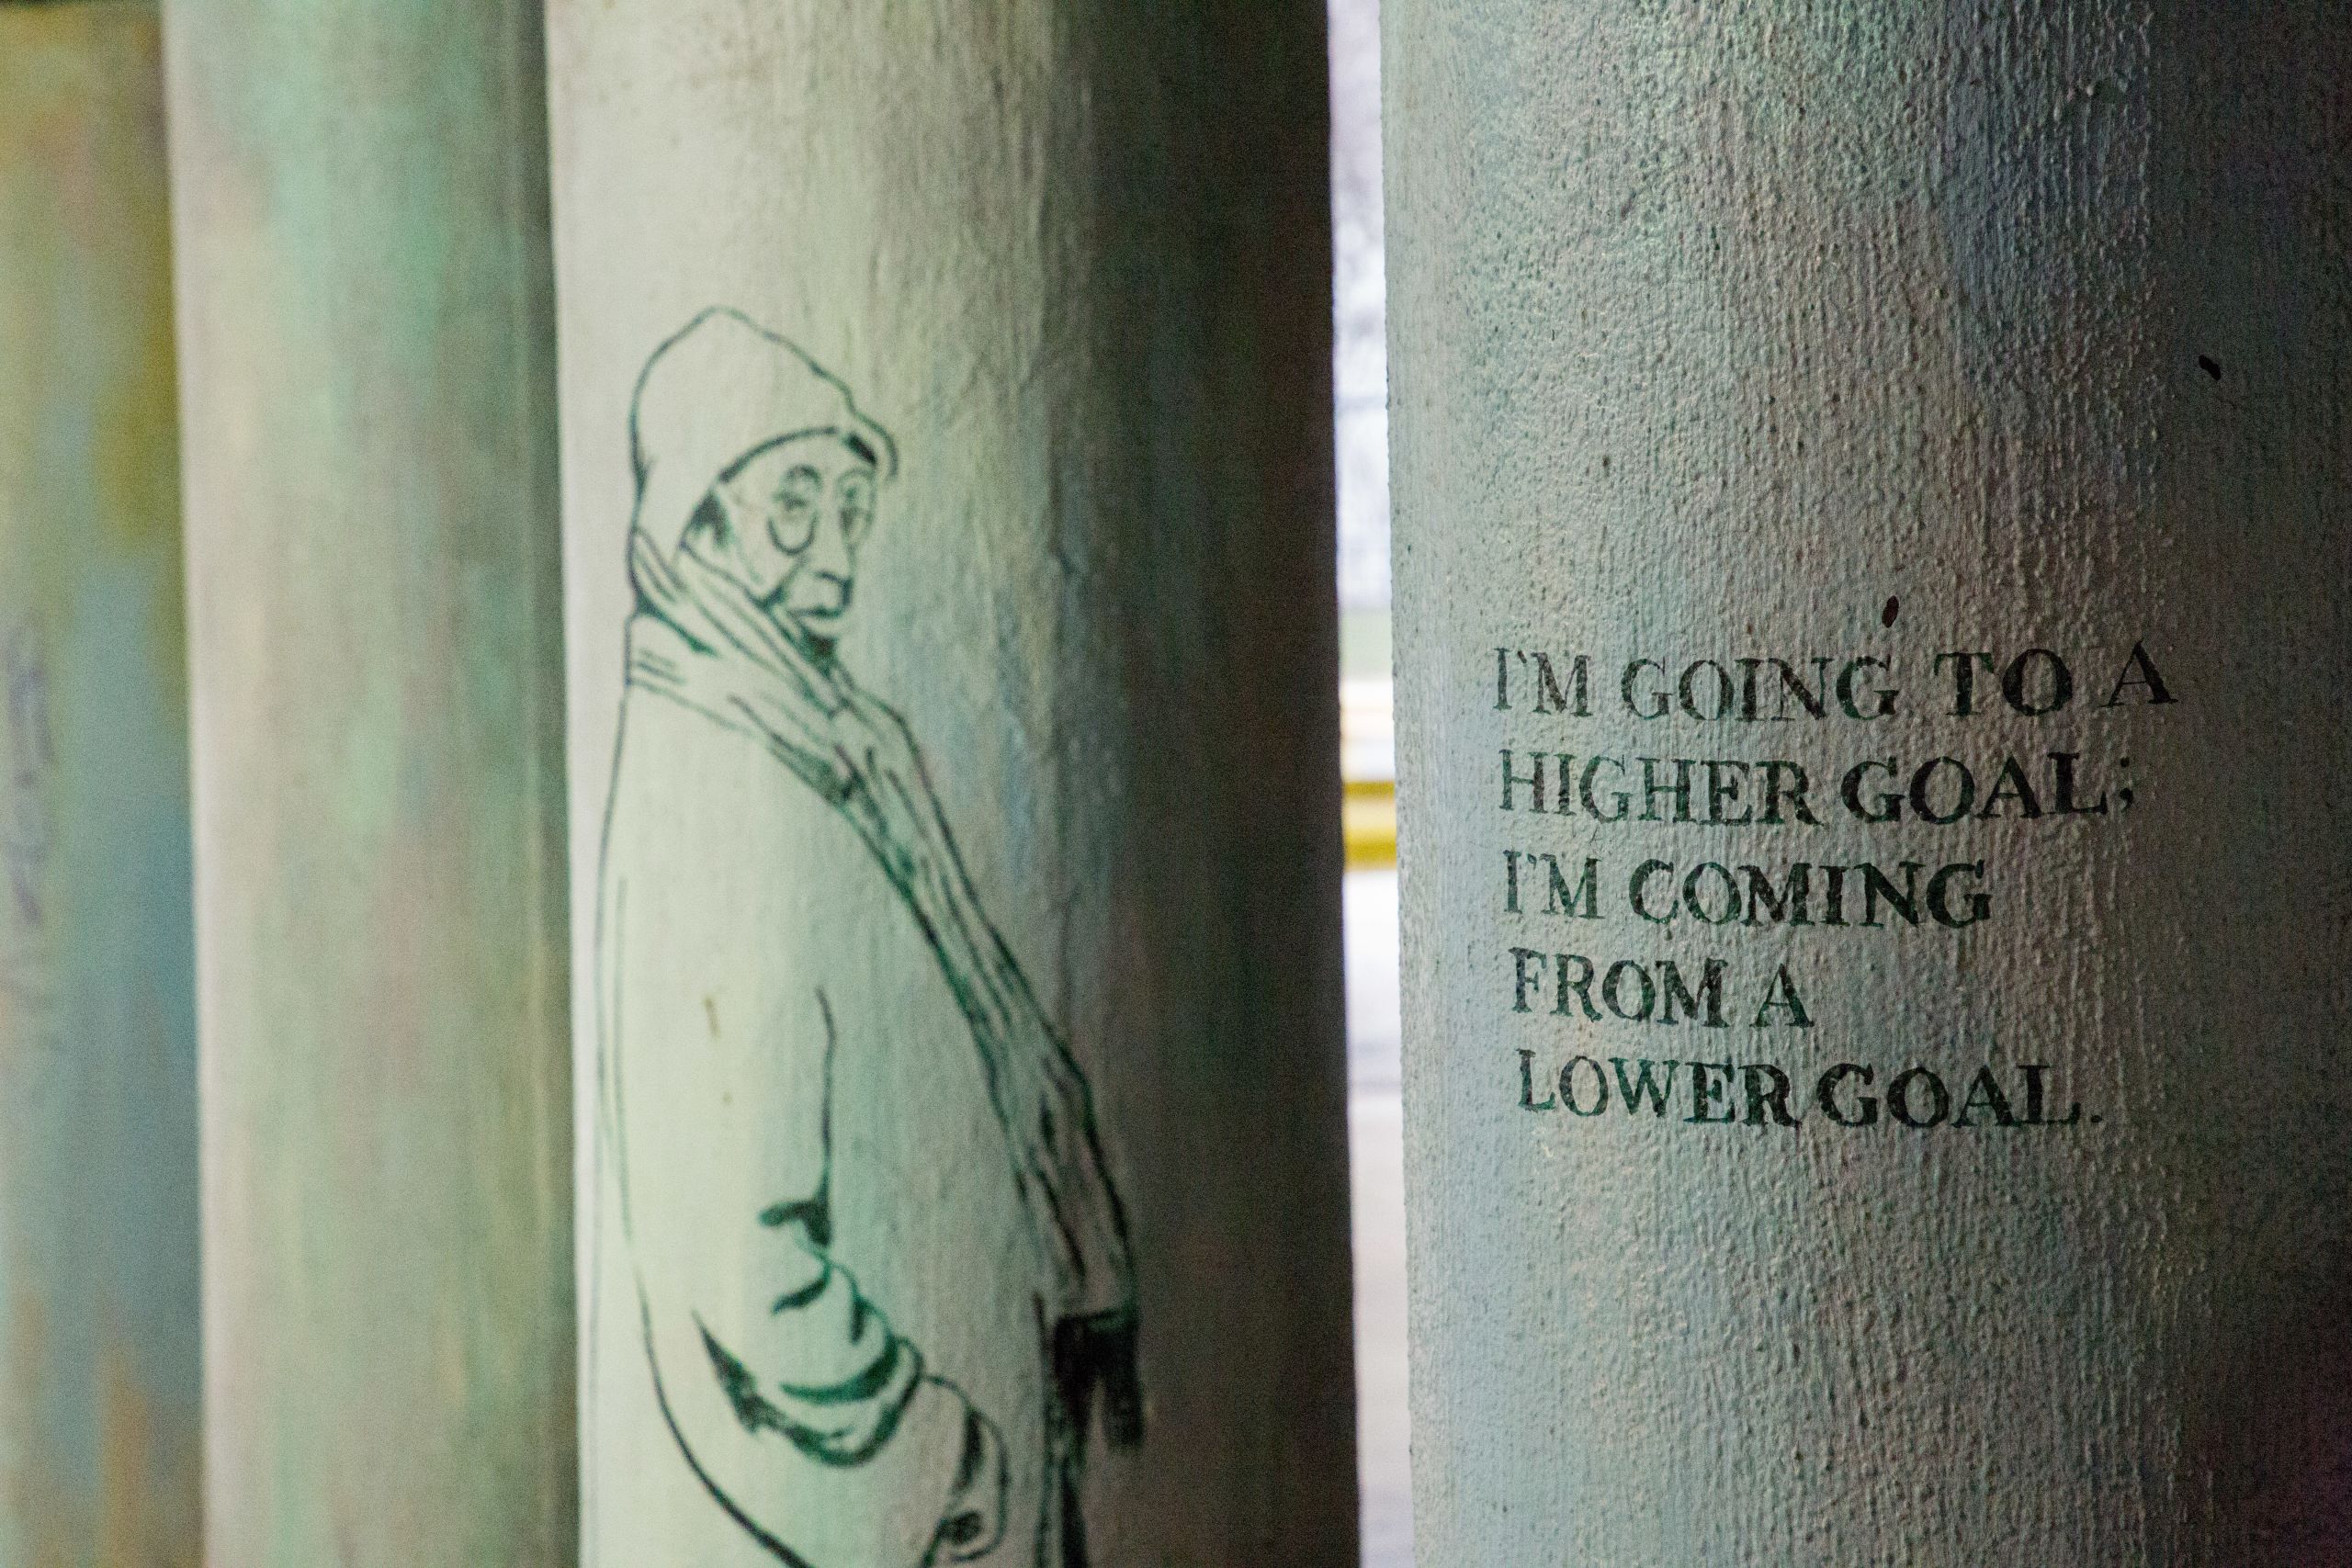 I'M GOING TO A
HIGHER GOAL;
I'M COMING
FROM A
LOWER GOAL.